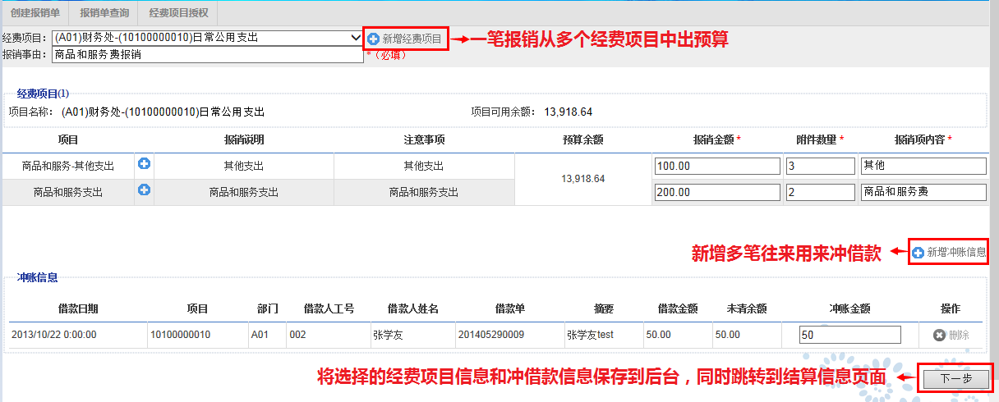 创建报销单 报销单查询 经费项目授权
经费项目： (A01)财务处-(10100000010)日常公用支出 新增经费项目 一笔报销从多个经费项目中出预算
报销事由： 商品和服务费报销 *（必填）
经费项目(1)
项目名称： (A01)财务处-(10100000010)日常公用支出 项目可用余额： 13,918.64
项目 报销说明 注意事项 预算余额 报销金额 * 附件数量 * 报销项内容 *
商品和服务-其他支出 其他支出 其他支出 100.00 3 其他
13,918.64
商品和服务支出 商品和服务支出 商品和服务支出 200.00 2 商品和服务费
新增多笔往来用来冲借款 新增冲账信息
冲账信息
借款日期 项目 部门 借款人工号 借款人姓名 借款单 摘要 借款金额 未清余额 冲账金额 操作
2013/10/22 0:00:00 10100000010 A01 002 张学友 201405290009 张学友test 50.00 50.00 50 删除
将选择的经费项目信息和冲借款信息保存到后台，同时跳转到结算信息页面 下一步